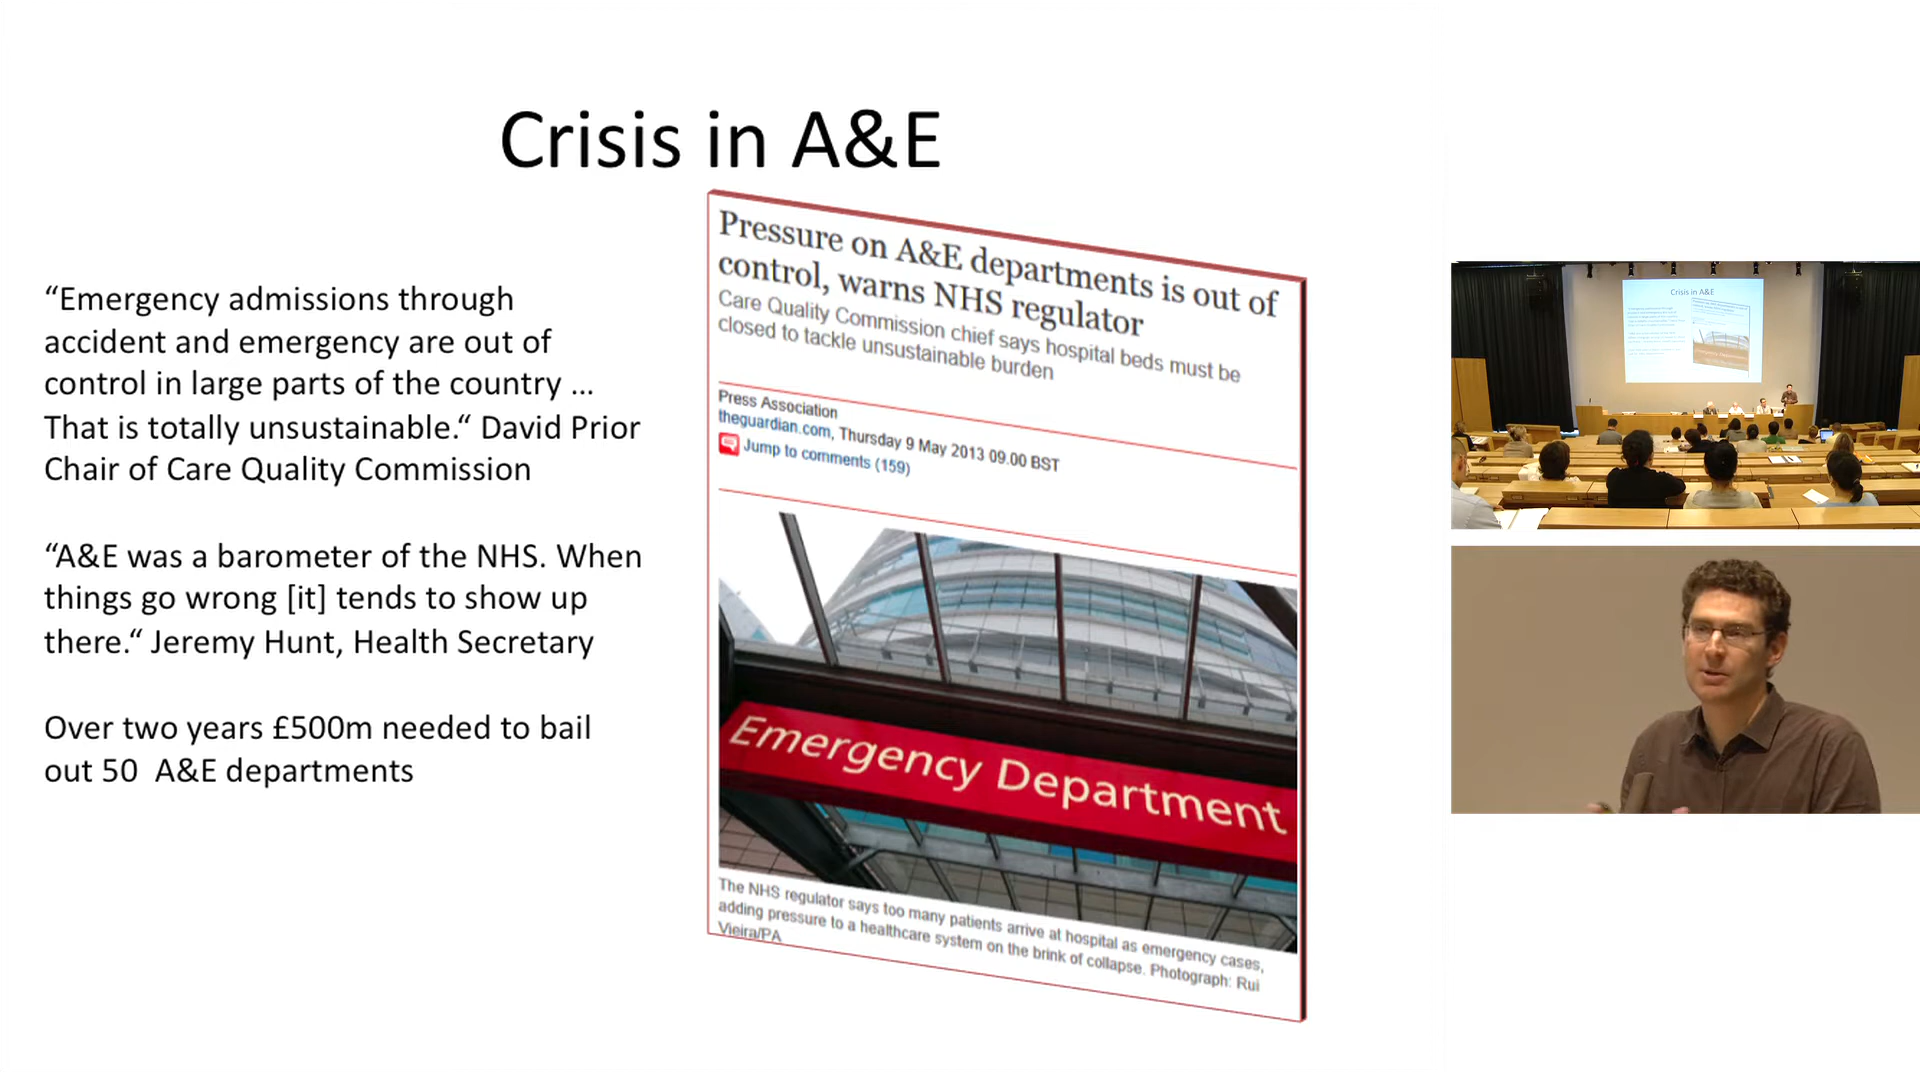 Crisis in A&E
“Emergency admissions through
accident and emergency are out of
control in large parts of the country ...
That is totally unsustainable.“ David Prior
Chair of Care Quality Commission
“A&E was a barometer of the NHS. When
things go wrong [it] tends to show up
there.“ Jeremy Hunt, Health Secretary
Over two years £500m needed to bail
out 50  A&E departments
Pressure on A&E departments is out of
control, warns NHS regulator
Care Quality Commission chief says hospital beds must be
closed to tackle unsustainable burden
Press Association
theguardian.com, Thursday 9 May 2013 09.00 BST
Jump to comments (159)
Emergency Department
The NHS regulator says too many patients arrive at hospital as emergency cases,
adding pressure to a healthcare system on the brink of collapse. Photograph: Rui
Vieira/PA
Crisis in A&E